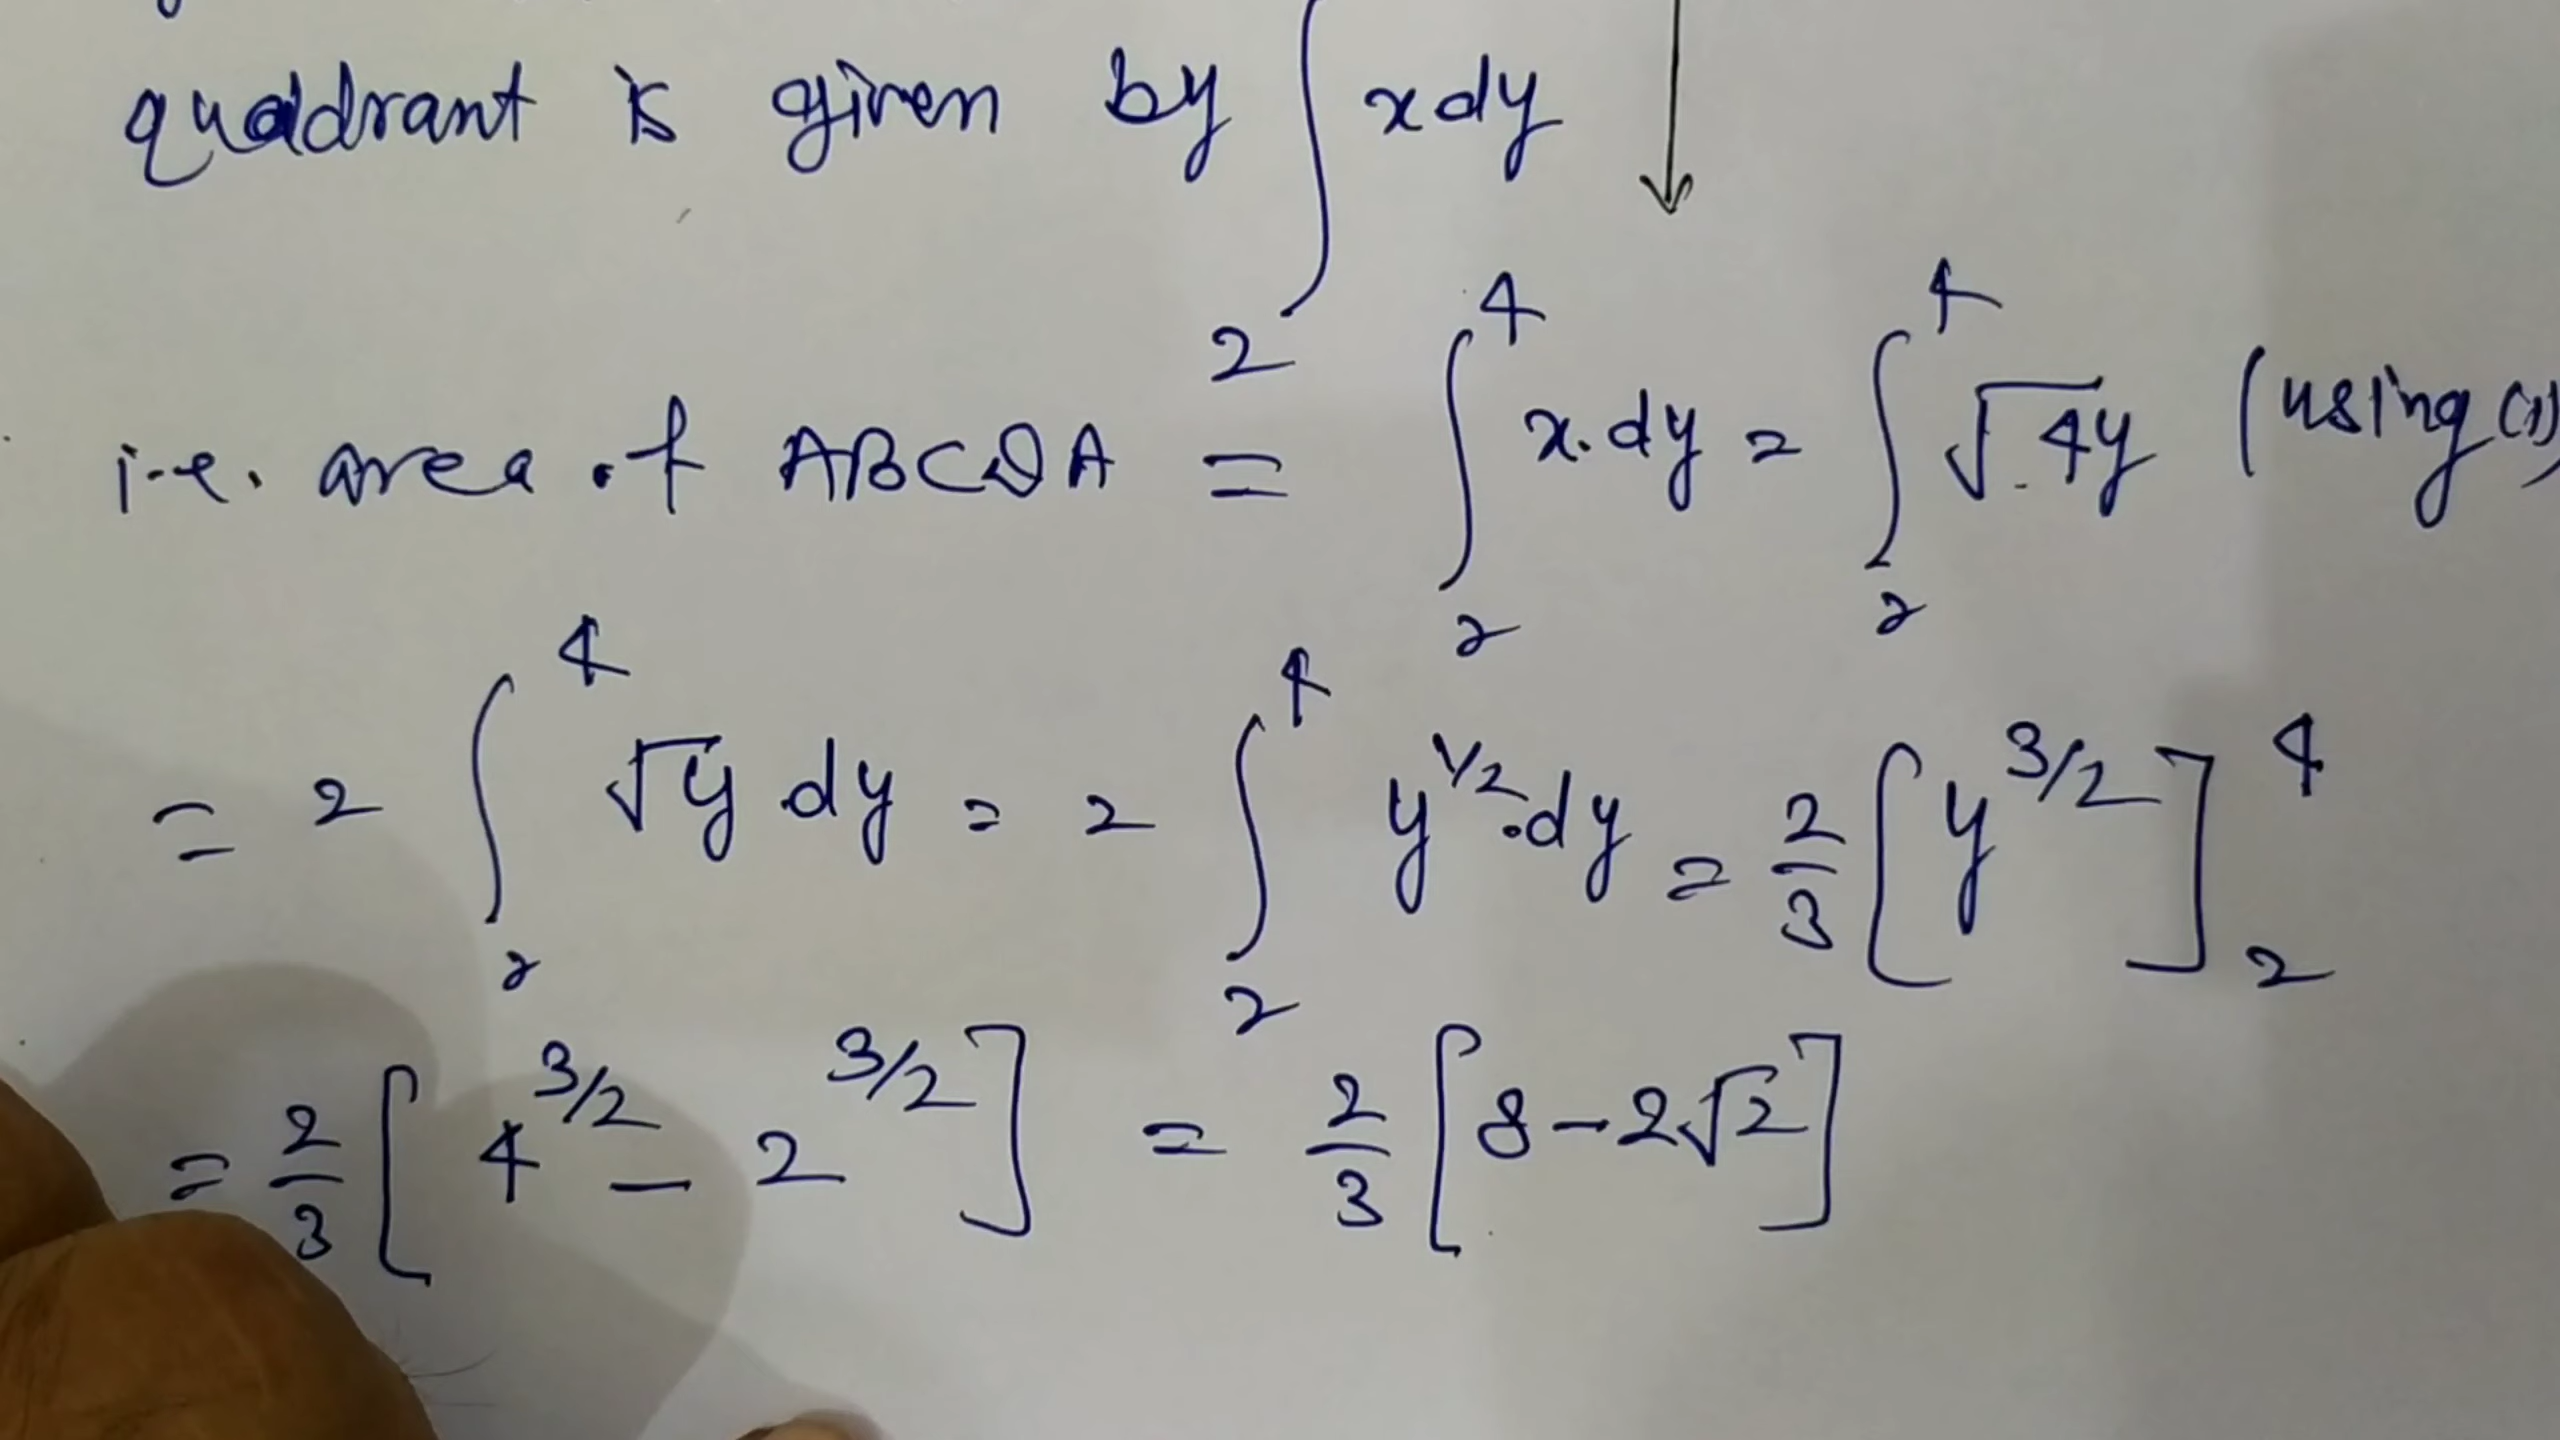 quadrant is given by ∫₂ x dy
i.e. area of ABCDA = ∫₂⁴ x.dy = ∫₂⁴ √4y (using (1)
= 2 ∫₂⁴ √y dy = 2 ∫₂⁴ y^1/2.dy = 2/3 [y^3/2]₂⁴
= 2/3 [4^3/2 - 2^3/2] = 2/3 [8-2√2]